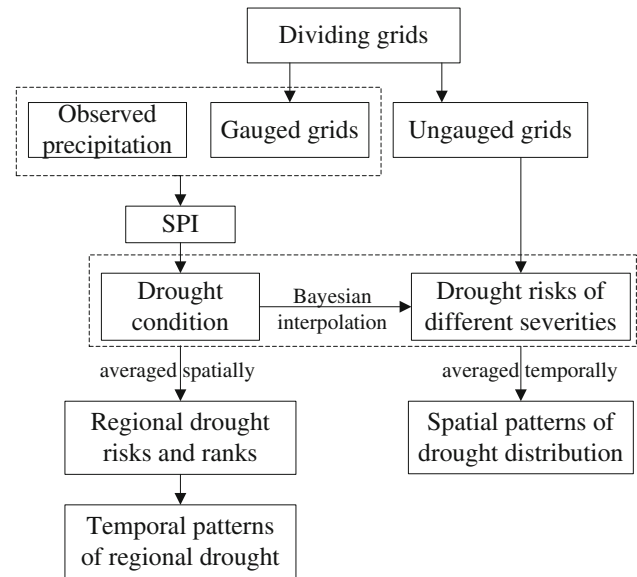 Dividing grids
Observed
precipitation
Gauged grids
Ungauged grids
SPI
Drought
condition
Bayesian
interpolation
Drought risks of
different severities
averaged spatially
averaged temporally
Regional drought
risks and ranks
Spatial patterns of
drought distribution
Temporal patterns
of regional drought